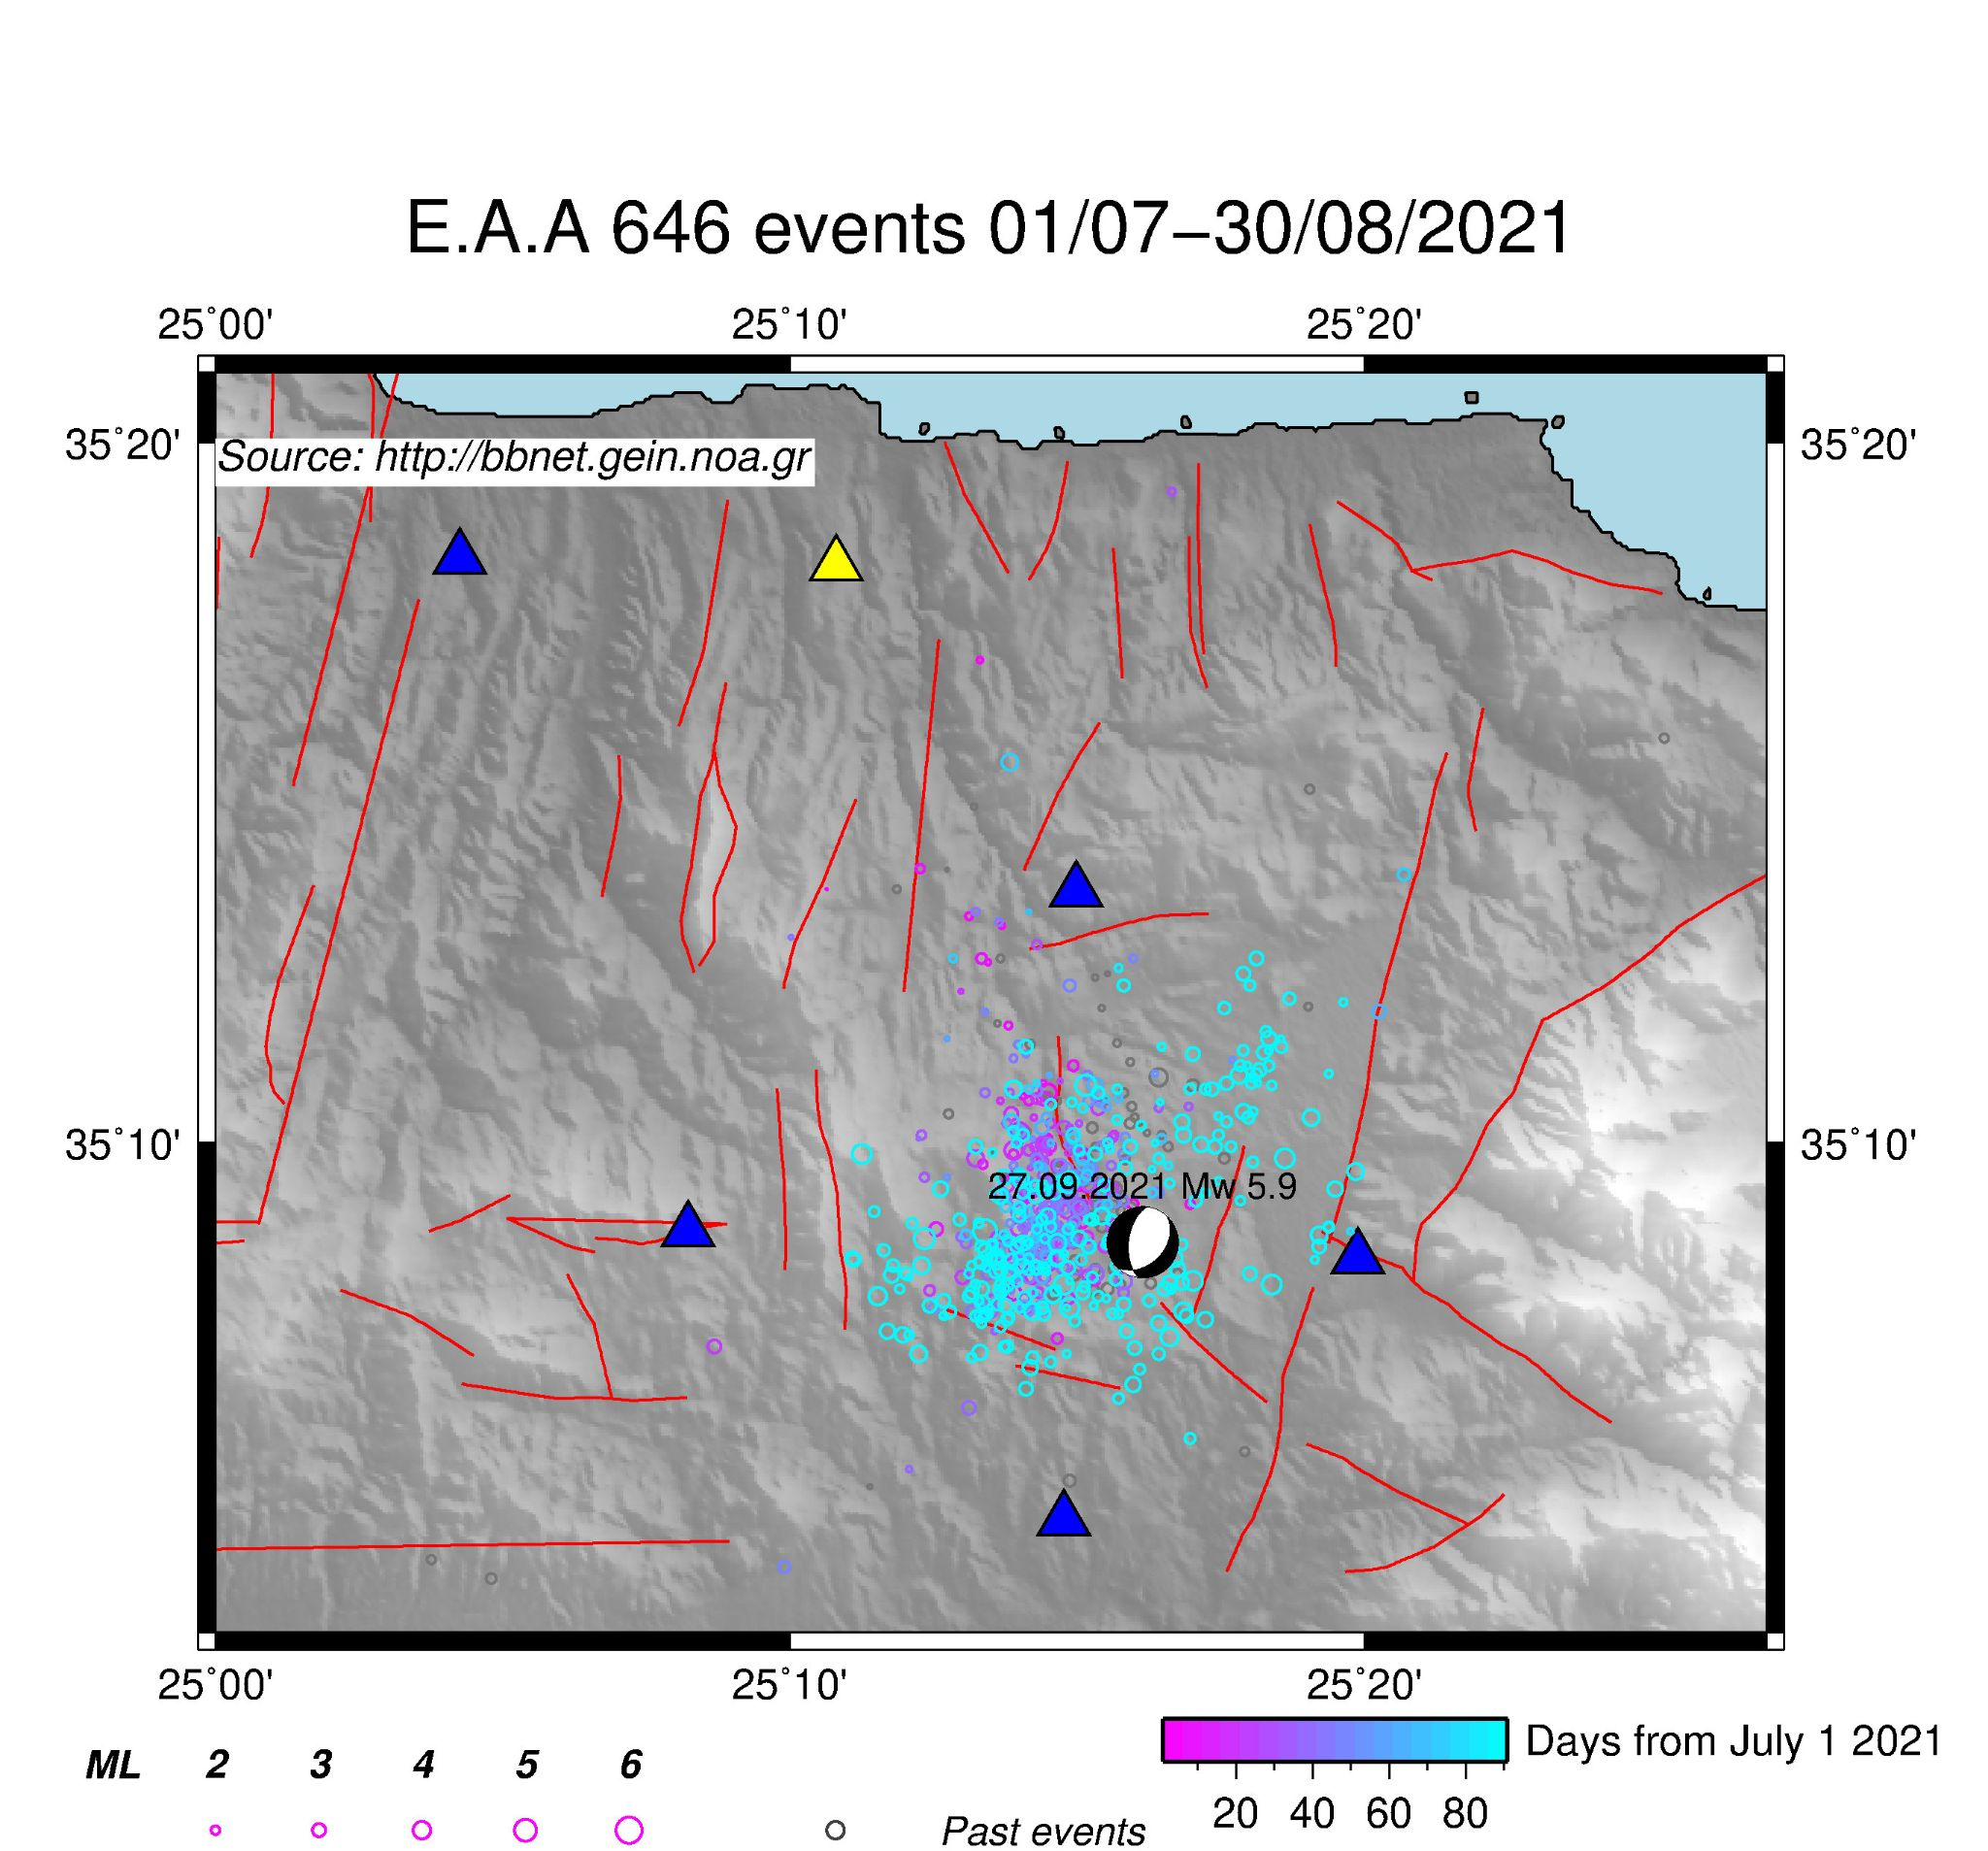 E.A.A 646 events 01/07−30/08/2021
25˚00' 25˚10' 25˚20'
35˚20' 35˚20'
Source: http://bbnet.gein.noa.gr
35˚10' 35˚10'
27.09.2021 Mw 5.9
25˚00' 25˚10' 25˚20'
Days from July 1 2021
ML 2 3 4 5 6
20 40 60 80
Past events